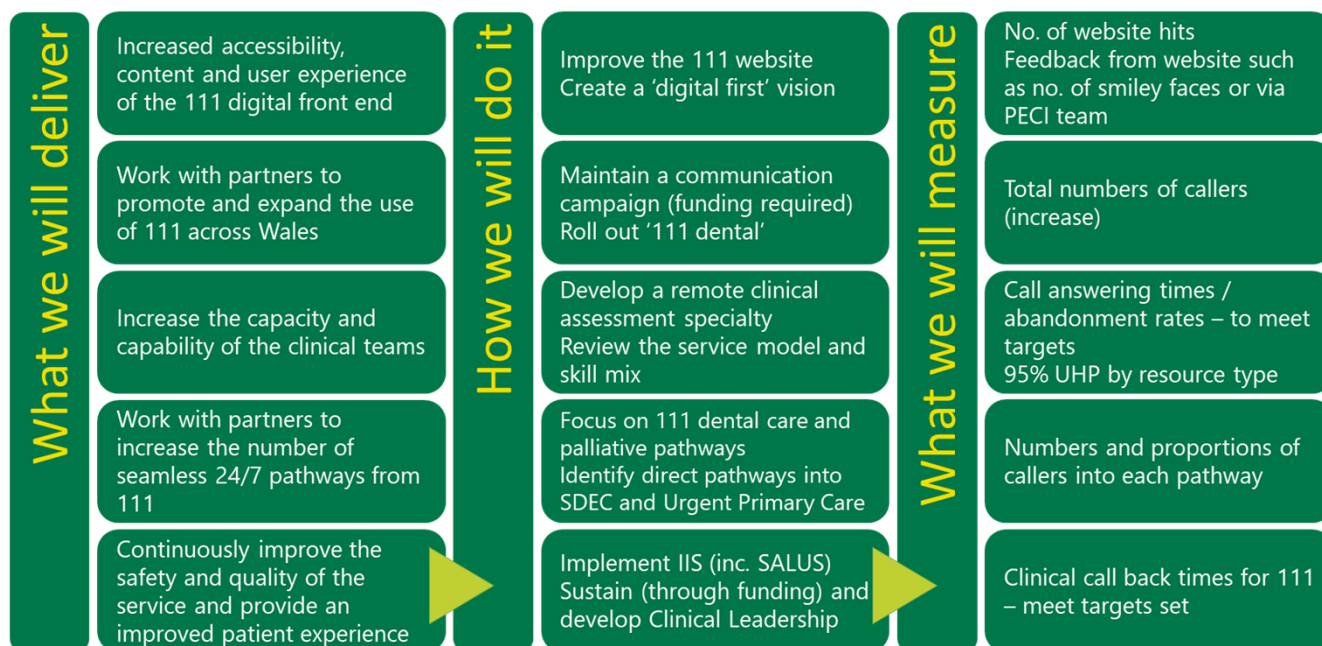 What we will deliver
Increased accessibility,
content and user experience
of the 111 digital front end
Work with partners to
promote and expand the use
of 111 across Wales
Increase the capacity and
capability of the clinical teams
Work with partners to
increase the number of
seamless 24/7 pathways from
111
Continuously improve the
safety and quality of the
service and provide an
improved patient experience
How we will do it
Improve the 111 website
Create a ‘digital first’ vision
Maintain a communication
campaign (funding required)
Roll out ‘111 dental’
Develop a remote clinical
assessment specialty
Review the service model and
skill mix
Focus on 111 dental care and
palliative pathways
Identify direct pathways into
SDEC and Urgent Primary Care
Implement IIS (inc. SALUS)
Sustain (through funding) and
develop Clinical Leadership
What we will measure
No. of website hits
Feedback from website such
as no. of smiley faces or via
PECI team
Total numbers of callers
(increase)
Call answering times /
abandonment rates – to meet
targets
95% UHP by resource type
Numbers and proportions of
callers into each pathway
Clinical call back times for 111
– meet targets set